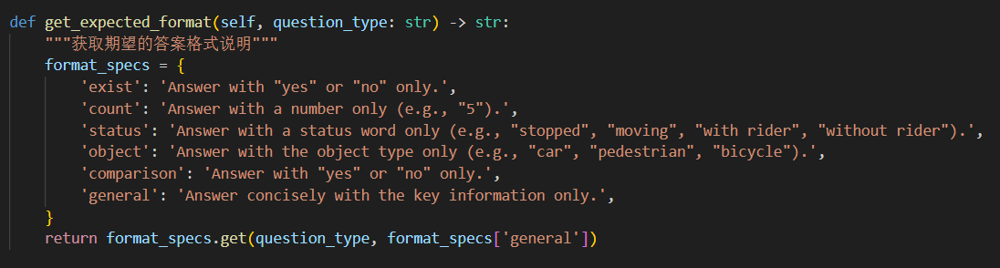 def get_expected_format(self, question_type: str) -> str:
    """获取期望的答案格式说明"""
    format_specs = {
        'exist': 'Answer with "yes" or "no" only.',
        'count': 'Answer with a number only (e.g., "5").',
        'status': 'Answer with a status word only (e.g., "stopped", "moving", "with rider", "without rider").',
        'object': 'Answer with the object type only (e.g., "car", "pedestrian", "bicycle").',
        'comparison': 'Answer with "yes" or "no" only.',
        'general': 'Answer concisely with the key information only.',
    }
    return format_specs.get(question_type, format_specs['general'])